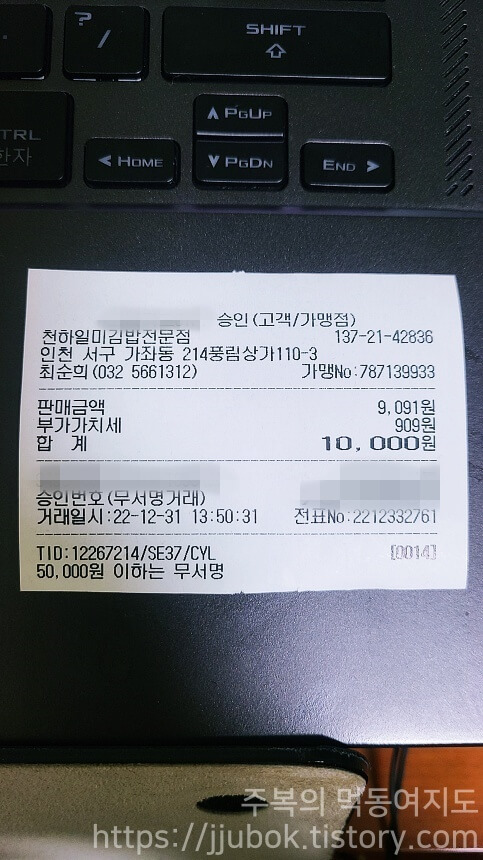 ?
/
SHIFT
TRL
한자
PGUP
HOME
PGDN
END
승인(고객/가맹점)
천하일미김밥전문점 137-21-42836
인천 서구 가좌동 214풍림상가110-3
최순희(032 5661312) 가맹No:787139933
판매금액 9,091원
부가가치세 909원
합 계 10,000원
승인번호(무서명거래)
거래일시:22-12-31 13:50:31 전표No:2212332761
TID:12267214/SE37/CYL [0014]
50,000원 이하는 무서명
주복의 먹동여지도
https://jjubok.tistory.com